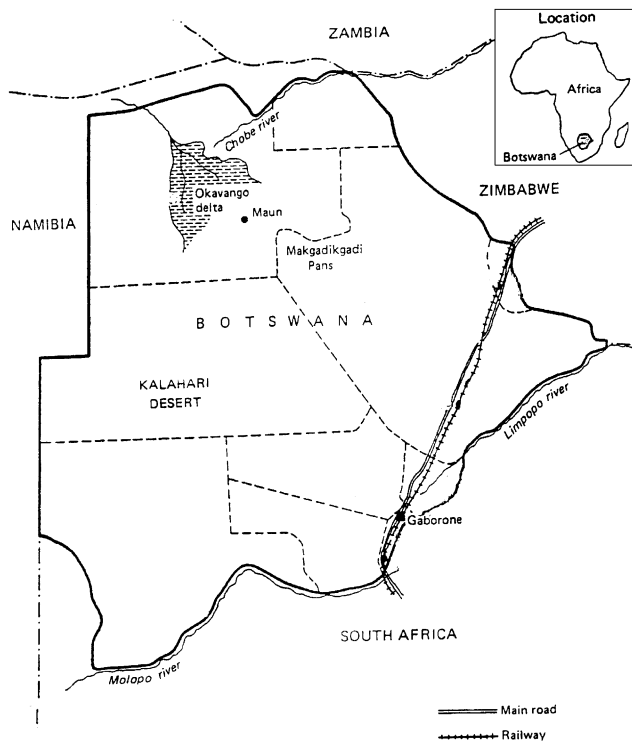 ZAMBIA
Location
Africa
Botswana
Chobe river
ZIMBABWE
Okavango
delta
Maun
NAMIBIA
Makgadikgadi
Pans
BOTSWANA
KALAHARI
DESERT
Limpopo river
Gaborone
SOUTH AFRICA
Molopo river
Main road
Railway